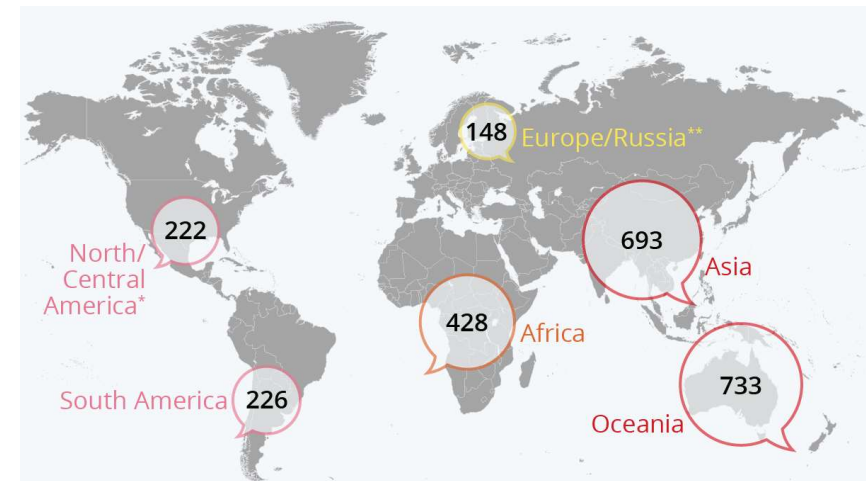 148
Europe/Russia**
222
North/
Central
America*
693
Asia
428
Africa
South America
226
733
Oceania